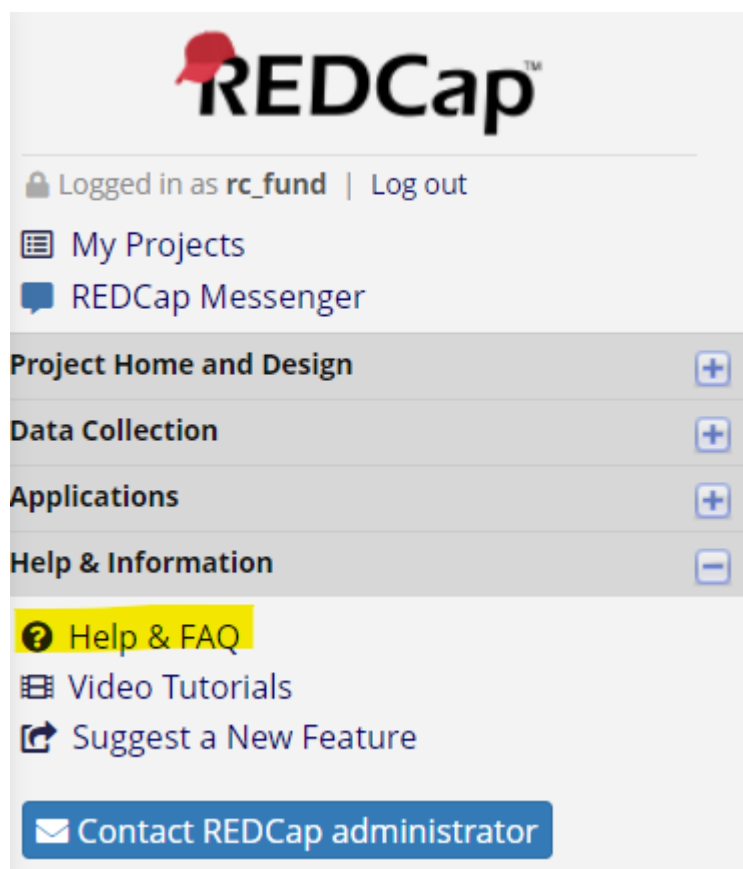 REDCap™
Logged in as rc_fund | Log out
My Projects
REDCap Messenger
Project Home and Design
Data Collection
Applications
Help & Information
Help & FAQ
Video Tutorials
Suggest a New Feature
Contact REDCap administrator